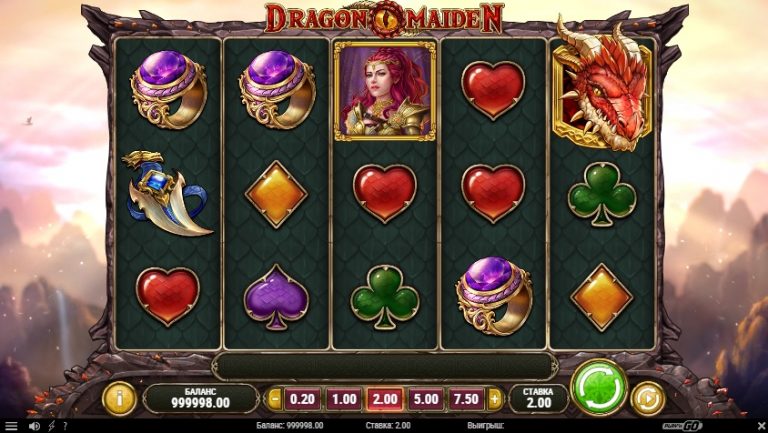 DRAGON MAIDEN
БАЛАНС
999998.00
- 0.20 1.00 2.00 5.00 7.50 +
СТАВКА
2.00
? Баланс: 999998.00 Ставка: 2.00 Выигрыш: PLAY'N GO